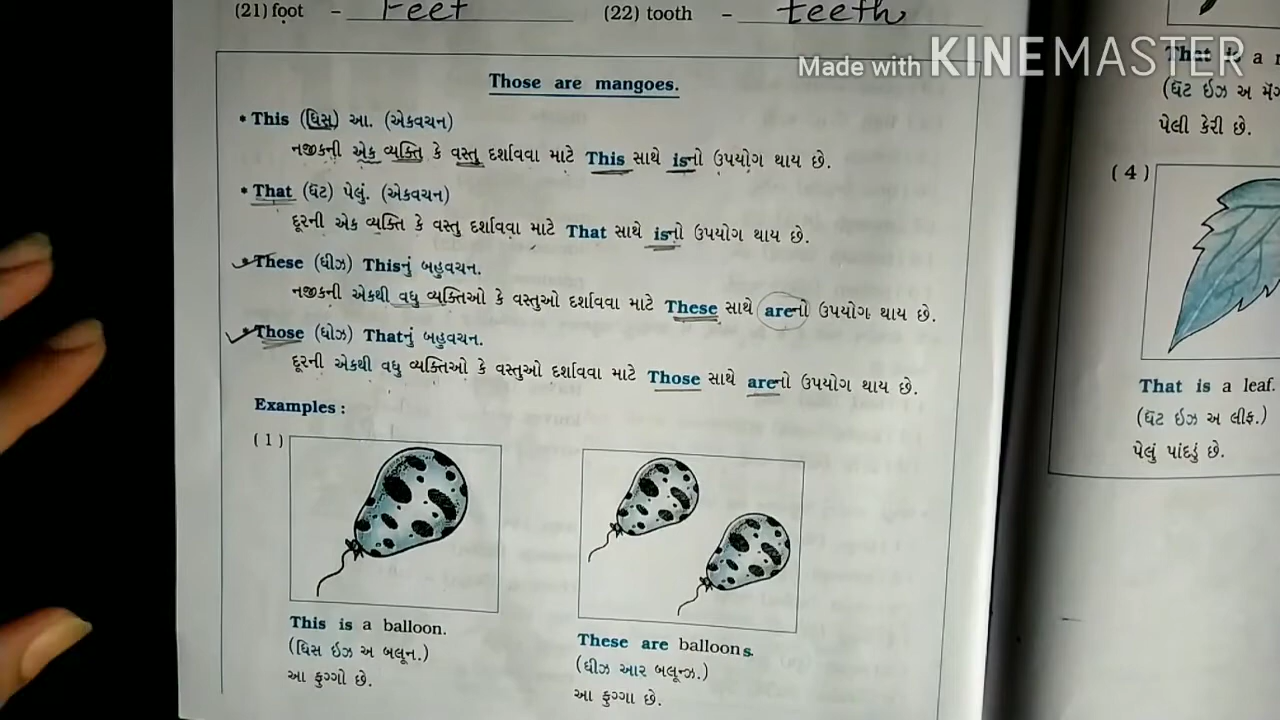 (21) foot – Feet (22) tooth – teeth
Made with KINEMASTER
Those are mangoes.
• This (ધિસ) આ. (એકવચન)
નજીકની એક વ્યક્તિ કે વસ્તુ દર્શાવવા માટે This સાથે isનો ઉપયોગ થાય છે.
• That (ધૅટ) પેલું. (એકવચન)
દૂરની એક વ્યક્તિ કે વસ્તુ દર્શાવવા માટે That સાથે isનો ઉપયોગ થાય છે.
• These (ધીઝ) Thisનું બહુવચન.
નજીકની એકથી વધુ વ્યક્તિઓ કે વસ્તુઓ દર્શાવવા માટે These સાથે areનો ઉપયોગ થાય છે.
• Those (ધોઝ) Thatનું બહુવચન.
દૂરની એકથી વધુ વ્યક્તિઓ કે વસ્તુઓ દર્શાવવા માટે Those સાથે areનો ઉપયોગ થાય છે.
Examples :
(1)
This is a balloon.
(ધિસ ઇઝ અ બલૂન.)
આ ફુગ્ગો છે.
These are balloons.
(ધીઝ આર બલૂન્ઝ.)
આ ફુગ્ગા છે.
That is a
(ધૅટ ઇઝ અ
પેલી કેરી છે.
(4)
That is a leaf.
(ધૅટ ઇઝ અ લીફ.)
પેલું પાંદડું છે.